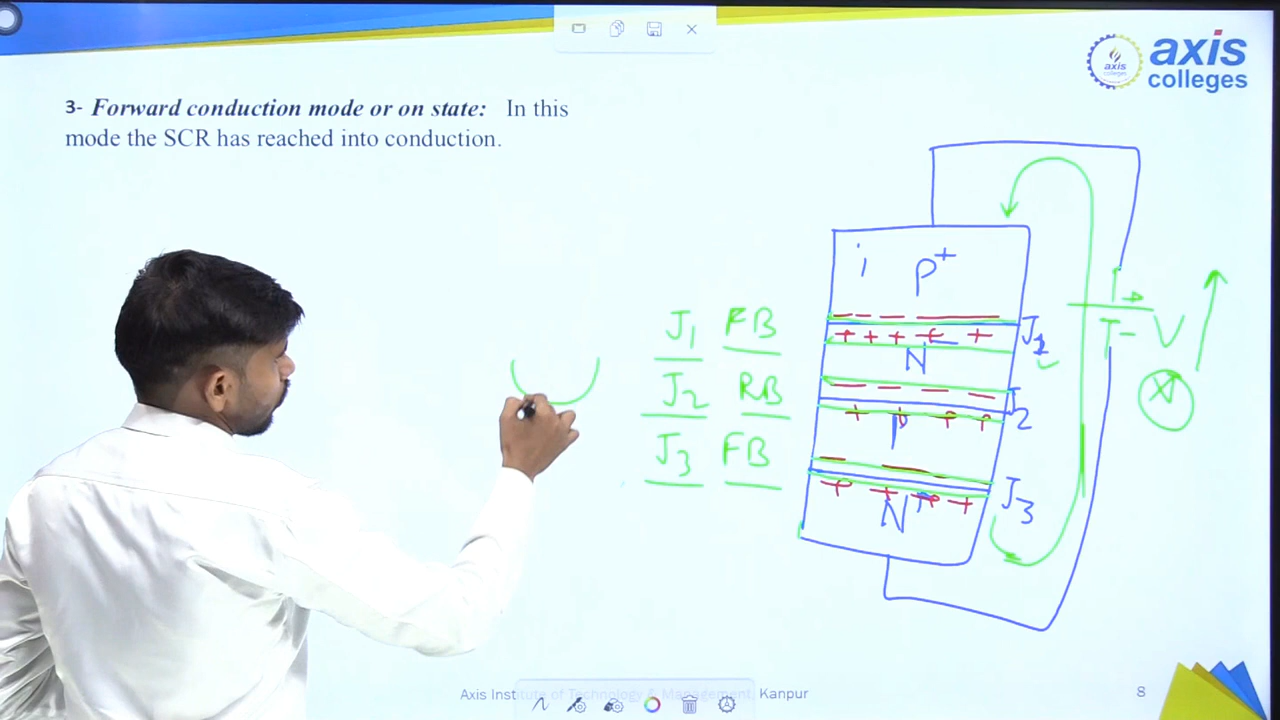 axis
axis
colleges
3- Forward conduction mode or on state: In this
mode the SCR has reached into conduction.
i P+
J1 FB
J1
+ + + + +
N
V
J2 RB
J2
+ + + +
P
J3 FB
+ + + +
N+
J3
Axis Institute of Technology & Management, Kanpur
8